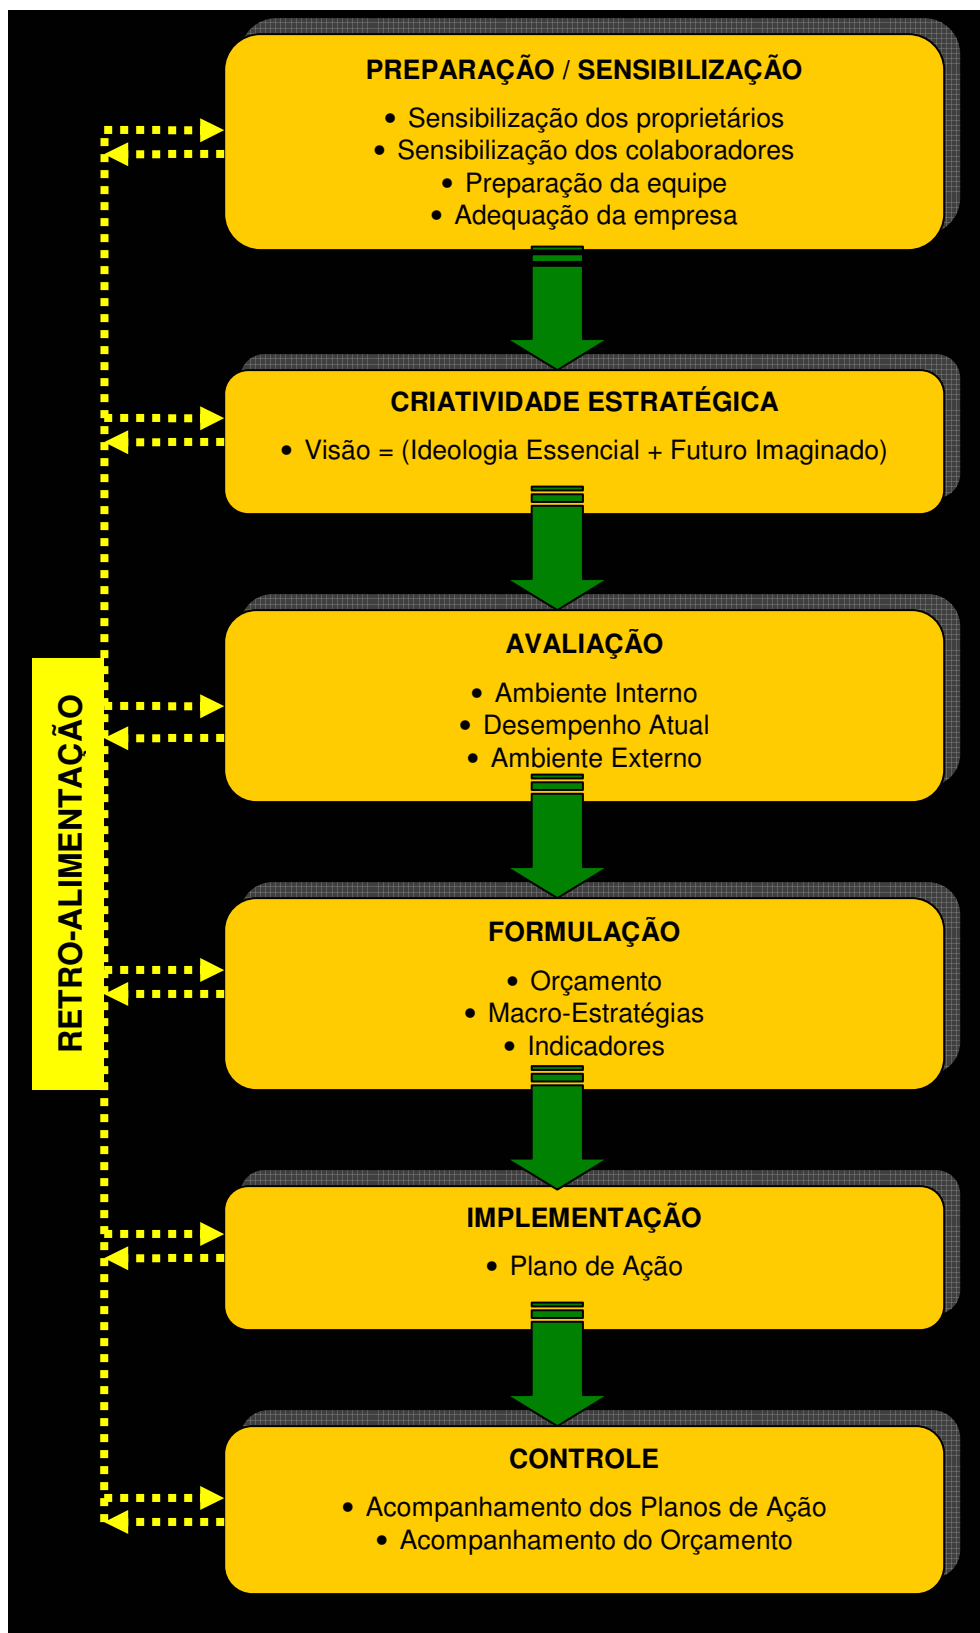 PREPARAÇÃO / SENSIBILIZAÇÃO
• Sensibilização dos proprietários
• Sensibilização dos colaboradores
• Preparação da equipe
• Adequação da empresa
CRIATIVIDADE ESTRATÉGICA
• Visão = (Ideologia Essencial + Futuro Imaginado)
AVALIAÇÃO
• Ambiente Interno
• Desempenho Atual
• Ambiente Externo
RETRO-ALIMENTAÇÃO
FORMULAÇÃO
• Orçamento
• Macro-Estratégias
• Indicadores
IMPLEMENTAÇÃO
• Plano de Ação
CONTROLE
• Acompanhamento dos Planos de Ação
• Acompanhamento do Orçamento